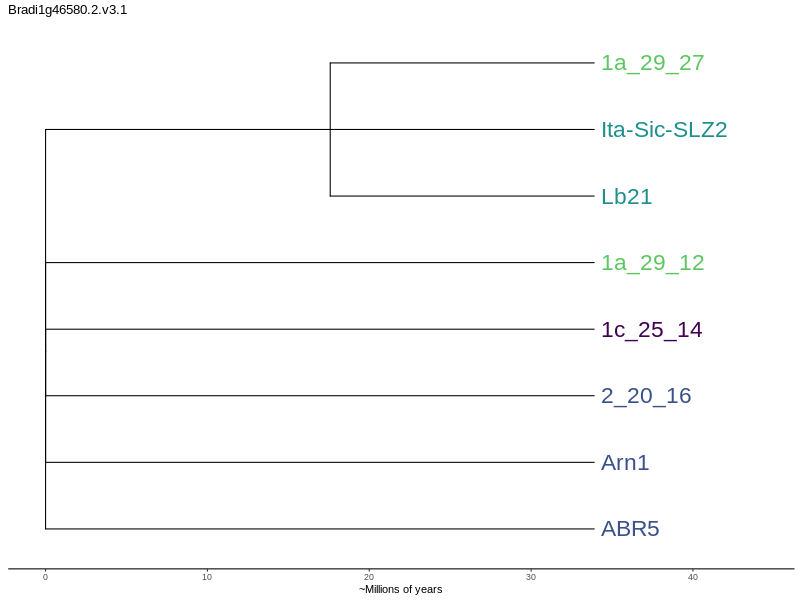 Bradi1g46580.2.v3.1
1a_29_27
Ita-Sic-SLZ2
Lb21
1a_29_12
1c_25_14
2_20_16
Arn1
ABR5
0 10 20 30 40
~Millions of years